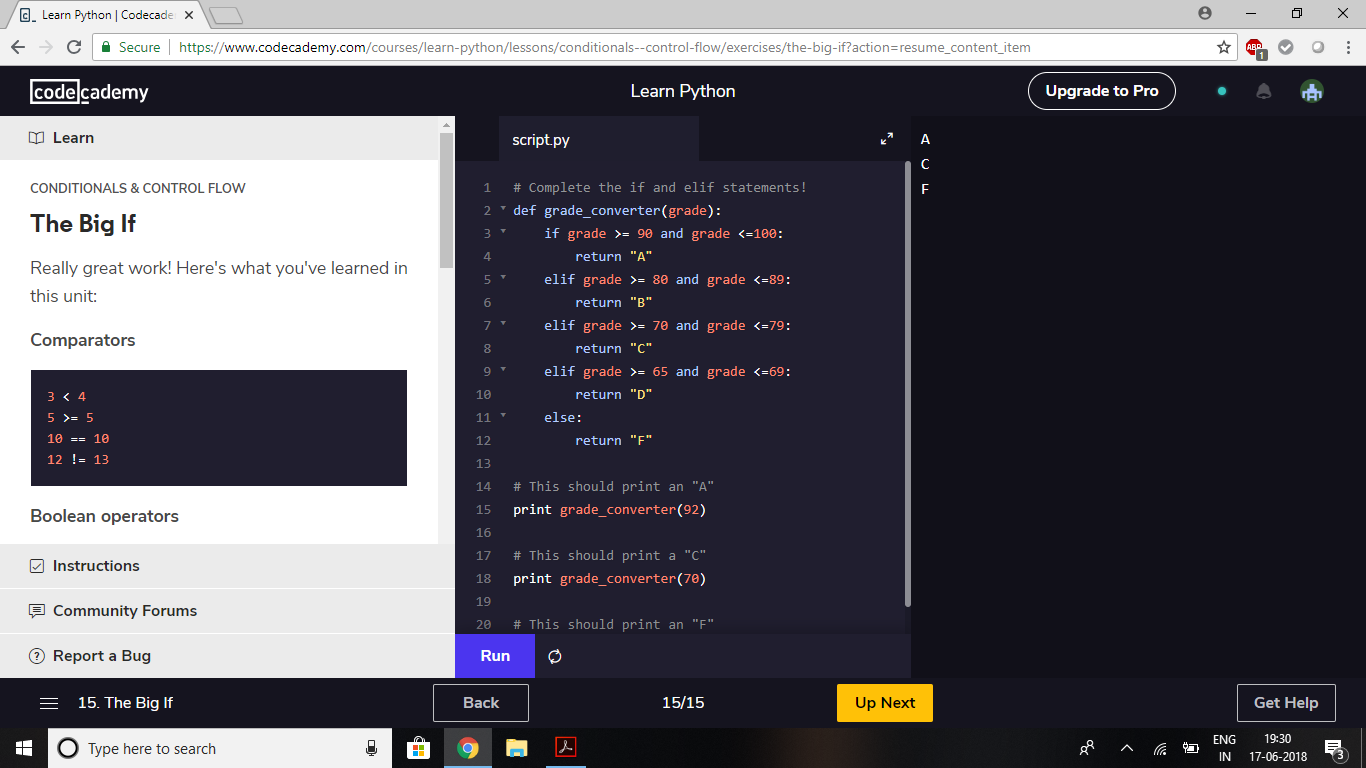 Learn Python | Codecade
Secure https://www.codecademy.com/courses/learn-python/lessons/conditionals--control-flow/exercises/the-big-if?action=resume_content_item
ABP
1
codecademy
Learn Python
Upgrade to Pro
Learn
CONDITIONALS & CONTROL FLOW
The Big If
Really great work! Here's what you've learned in
this unit:
Comparators
3 < 4
5 >= 5
10 == 10
12 != 13
Boolean operators
Instructions
Community Forums
Report a Bug
script.py
1 # Complete the if and elif statements!
2 def grade_converter(grade):
3     if grade >= 90 and grade <=100:
4         return "A"
5     elif grade >= 80 and grade <=89:
6         return "B"
7     elif grade >= 70 and grade <=79:
8         return "C"
9     elif grade >= 65 and grade <=69:
10         return "D"
11     else:
12         return "F"
13
14 # This should print an "A"
15 print grade_converter(92)
16
17 # This should print a "C"
18 print grade_converter(70)
19
20 # This should print an "F"
Run
A
C
F
15. The Big If
Back
15/15
Up Next
Get Help
Type here to search
ENG
IN
19:30
17-06-2018
3